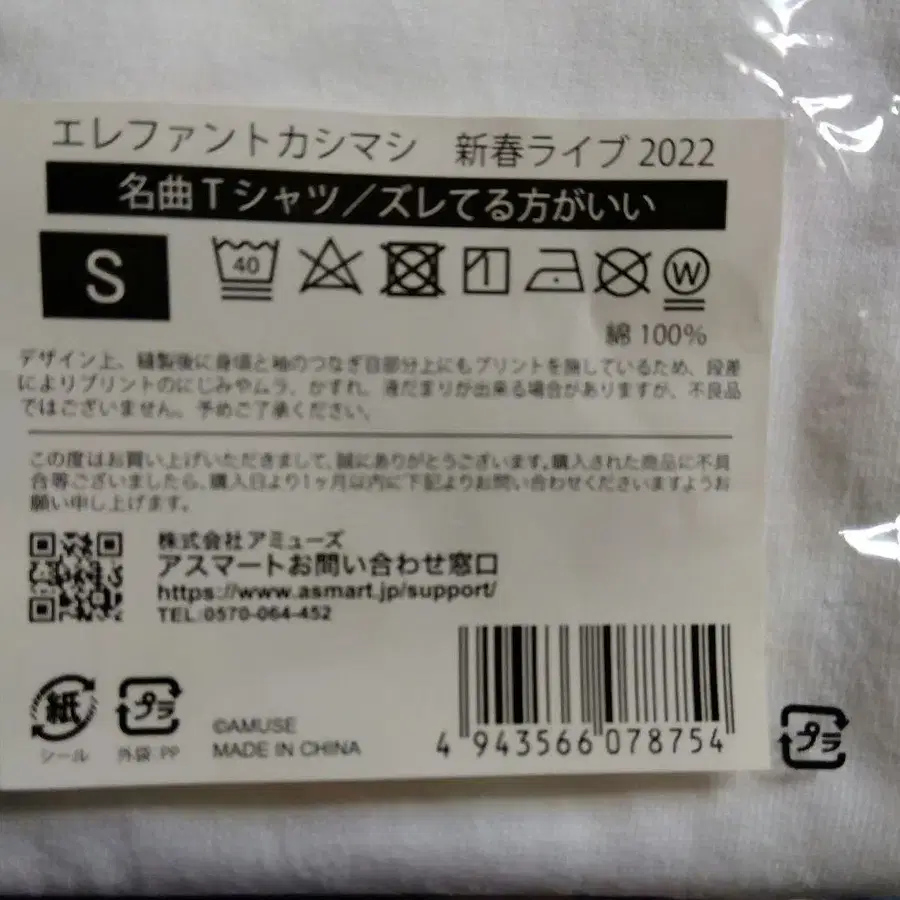 エレファントカシマシ 新春ライブ2022
名曲Tシャツ/ズレてる方がいい
S
40
W
綿 100%
デザイン上、縫製後に身頃と袖のつなぎ目部分上にもプリントを施しているため、段差
によりプリントのにじみやムラ、かすれ、液だまりが出来る場合がありますが、不良品
ではございません。予めご了承ください。
この度はお買い上げいただきまして、誠にありがとうございます。購入された商品に不具
合等ございましたら、購入日より1ヶ月以内に下記よりお問い合わせくださいますようお
願い申し上げます。
株式会社アミューズ
アスマートお問い合わせ窓口
https://www.asmart.jp/support/
TEL:0570-064-452
紙
シール
プラ
外袋:PP
©AMUSE
MADE IN CHINA
4 943566 078754
プラ